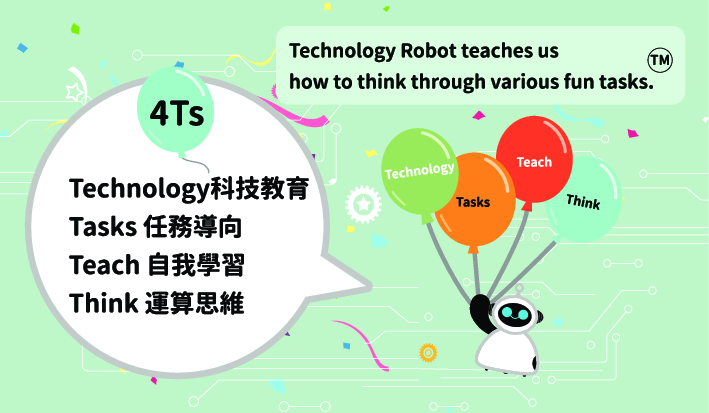 Technology Robot teaches us
how to think through various fun tasks.
TM
4Ts
Technology科技教育
Tasks 任務導向
Teach 自我學習
Think 運算思維
Technology
Tasks
Teach
Think